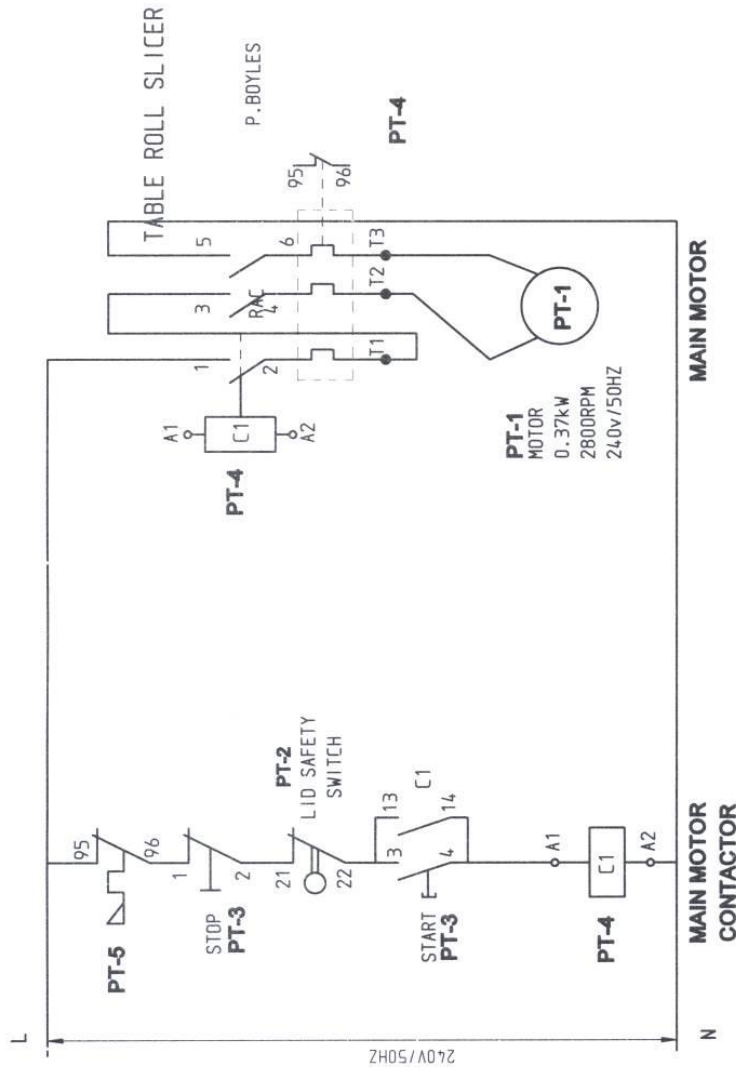 TABLE ROLL SLICER
P.BOYLES
L
240V/50HZ
N
95
96
PT-5
1
2
STOP
PT-3
21
22
PT-2
LID SAFETY
SWITCH
3
4
START
PT-3
13
14
C1
A1
C1
A2
PT-4
MAIN MOTOR
CONTACTOR
A1
C1
A2
PT-4
1
2
3
RAC
4
5
6
95
96
PT-4
T1
T2
T3
PT-1
PT-1
MOTOR
0.37kW
2800RPM
240v/50HZ
MAIN MOTOR